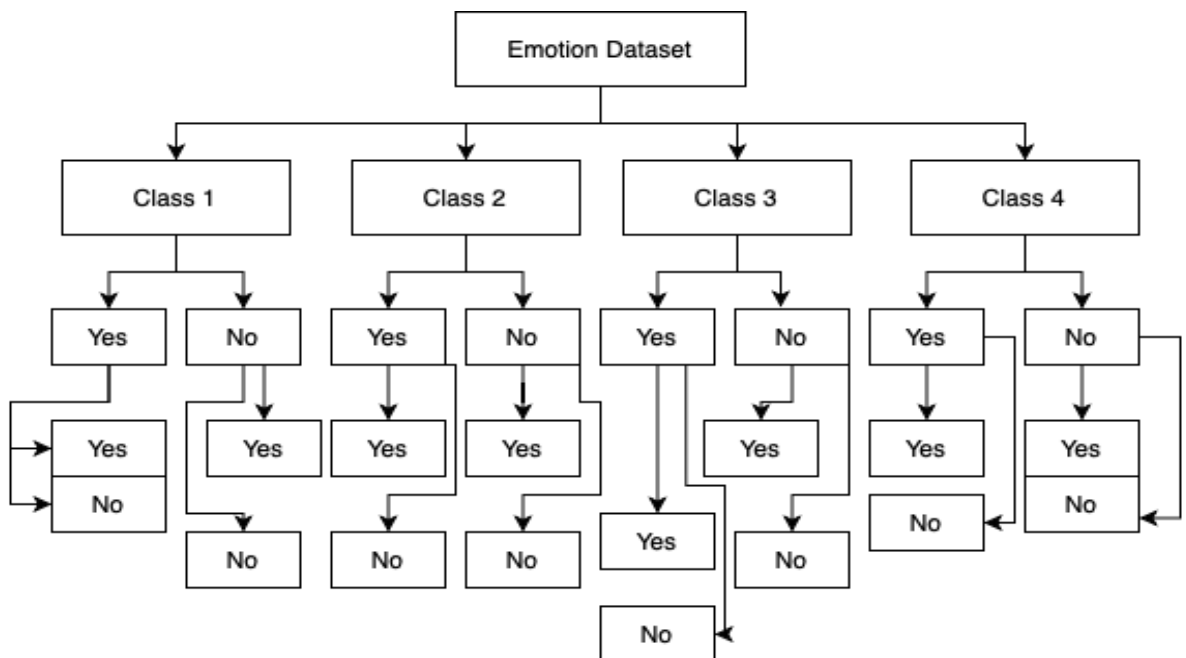 Emotion Dataset
Class 1
Class 2
Class 3
Class 4
Yes
No
Yes
No
Yes
No
Yes
No
Yes
Yes
Yes
Yes
Yes
Yes
Yes
No
No
No
Yes
No
No
No
No
No